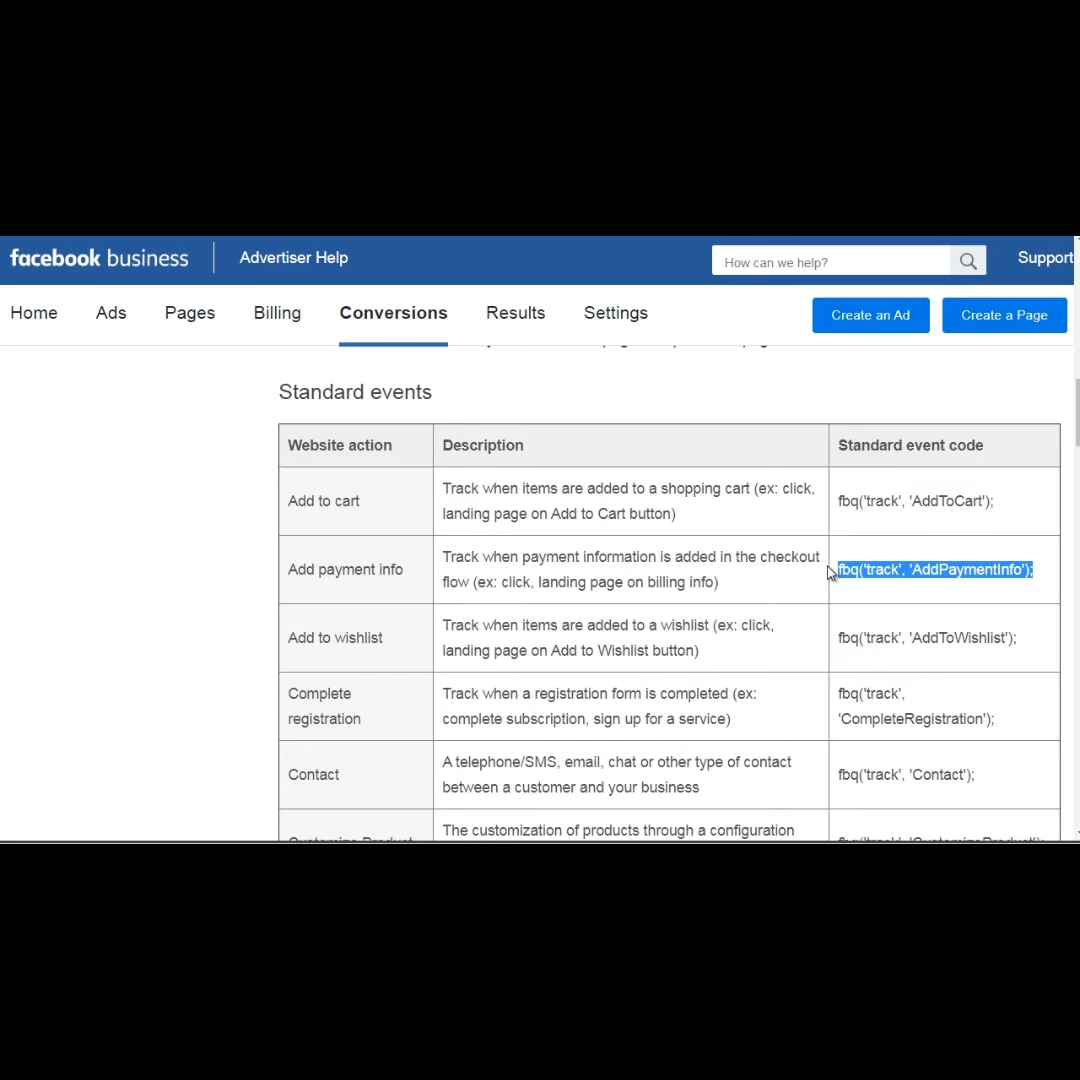 facebook business
Advertiser Help
How can we help?
Support
Home
Ads
Pages
Billing
Conversions
Results
Settings
Create an Ad
Create a Page
Standard events
Website action
Description
Standard event code
Add to cart
Track when items are added to a shopping cart (ex: click,
landing page on Add to Cart button)
fbq('track', 'AddToCart');
Add payment info
Track when payment information is added in the checkout
flow (ex: click, landing page on billing info)
fbq('track', 'AddPaymentInfo');
Add to wishlist
Track when items are added to a wishlist (ex: click,
landing page on Add to Wishlist button)
fbq('track', 'AddToWishlist');
Complete
registration
Track when a registration form is completed (ex:
complete subscription, sign up for a service)
fbq('track',
'CompleteRegistration');
Contact
A telephone/SMS, email, chat or other type of contact
between a customer and your business
fbq('track', 'Contact');
Customize Product
The customization of products through a configuration
fbq('track', 'CustomizeProduct');